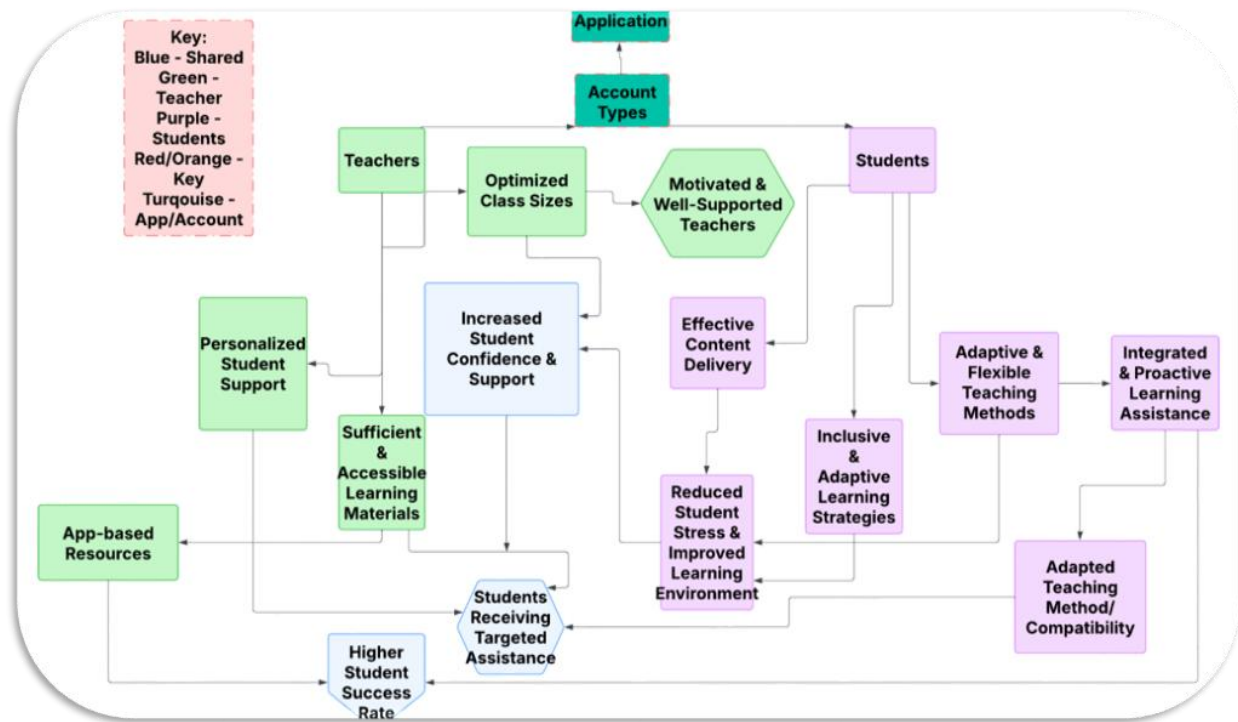 Key:
Blue - Shared
Green -
Teacher
Purple -
Students
Red/Orange -
Key
Turqouise -
App/Account
Application
Account
Types
Teachers
Optimized
Class Sizes
Motivated &
Well-Supported
Teachers
Students
Personalized
Student
Support
Increased
Student
Confidence &
Support
Effective
Content
Delivery
Adaptive &
Flexible
Teaching
Methods
Integrated
& Proactive
Learning
Assistance
Sufficient
&
Accessible
Learning
Materials
Inclusive
& Adaptive
Learning
Strategies
App-based
Resources
Reduced
Student
Stress &
Improved
Learning
Environment
Adapted
Teaching
Method/
Compatibility
Students
Receiving
Targeted
Assistance
Higher
Student
Success
Rate